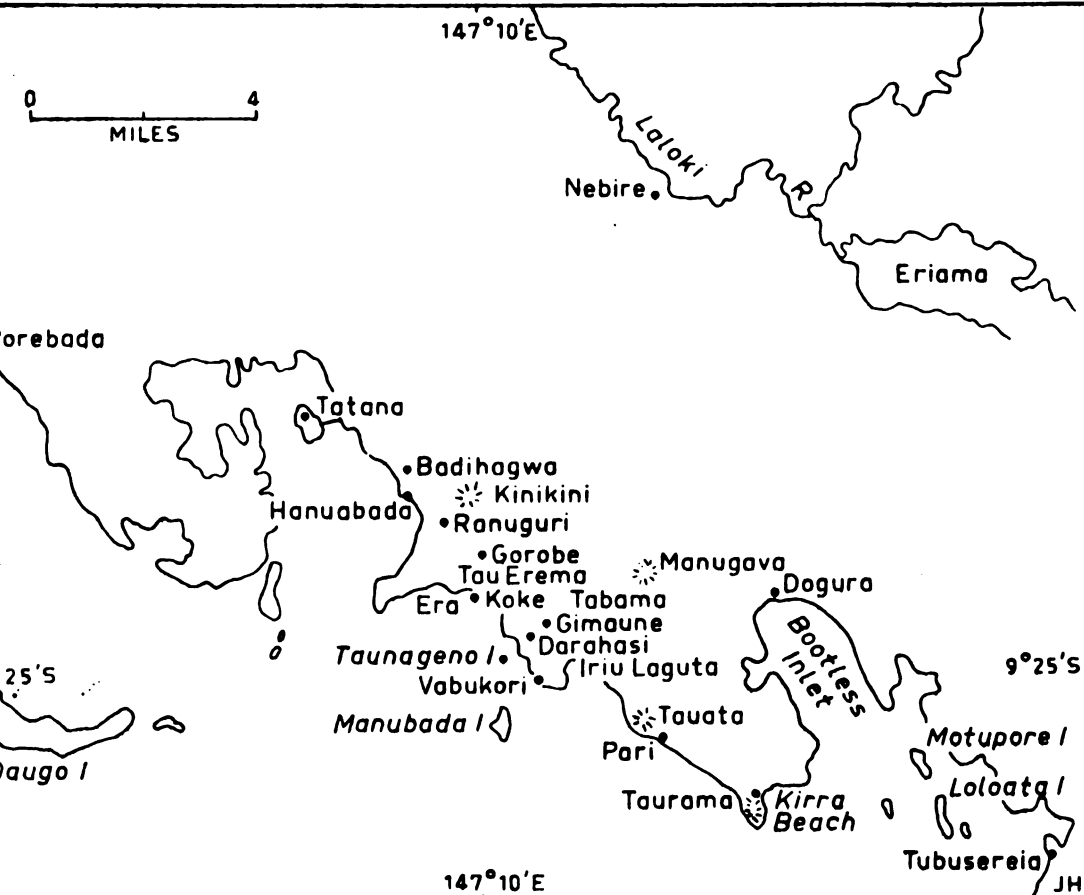 147°10'E
0 4
MILES
Laloki
R
Nebire
Eriama
orebada
Tatana
Badihagwa
Kinikini
Hanuabada
Ranuguri
Gorobe
Manugava
Tau Erema
Dogura
Era
Koke
Tabama
Gimaune
Darahasi
Bootless
Inlet
Taunageno I
Iriu Laguta
9°25'S
25'S
Vabukori
Manubada I
Tauata
Motupore I
Pari
augo I
Loloata I
Taurama
Kirra
Beach
Tubusereia
147°10'E
JH